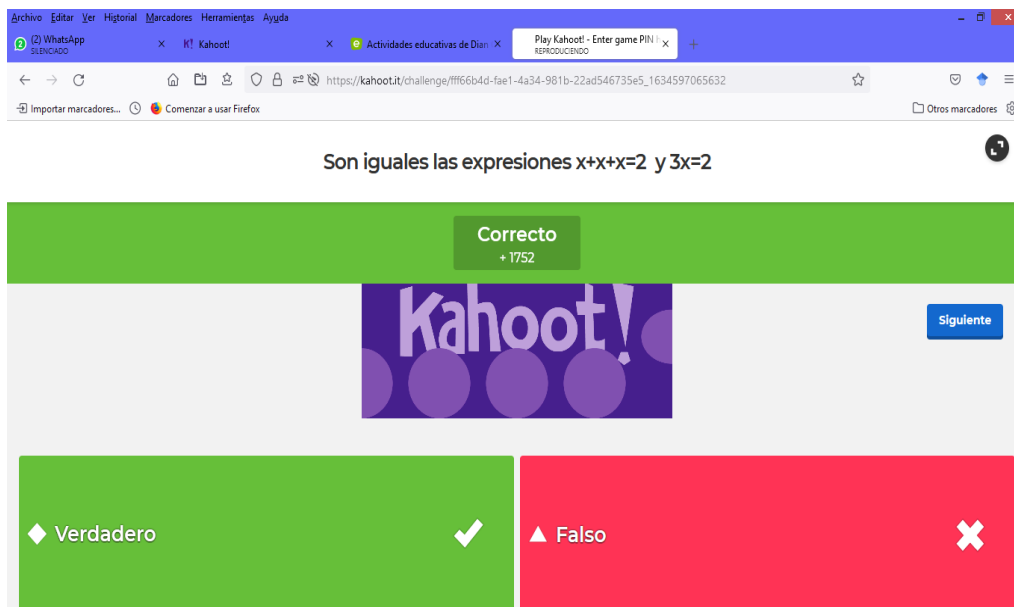 Archivo Editar Ver Historial Marcadores Herramientas Ayuda
(2) WhatsApp
SILENCIADO
K! Kahoot!
Actividades educativas de Dian
Play Kahoot! - Enter game PIN
REPRODUCIENDO
https://kahoot.it/challenge/fff66b4d-fae1-4a34-981b-22ad546735e5_1634597065632
Importar marcadores...
Comenzar a usar Firefox
Otros marcadores
Son iguales las expresiones x+x+x=2 y 3x=2
Correcto
+ 1752
Kahoot!
Siguiente
Verdadero
Falso